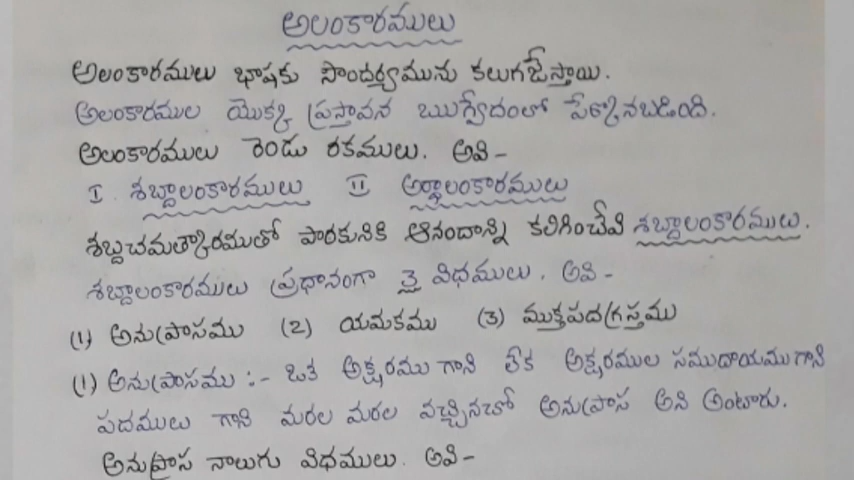 అలంకారములు
అలంకారములు భాషకు సౌందర్యమును కలుగజేస్తాయి.
అలంకారముల యొక్క ప్రస్తావన ఋగ్వేదంలో పేర్కొనబడింది.
అలంకారములు రెండు రకములు. అవి -
I. శబ్దాలంకారములు II అర్థాలంకారములు
శబ్దచమత్కారముతో పాఠకునికి ఆనందాన్ని కలిగించేవి శబ్దాలంకారములు.
శబ్దాలంకారములు ప్రధానంగా విధములు. అవి -
(1) అనుప్రాసము (2) యమకము (3) ముక్తపదగ్రస్తము
(1) అనుప్రాసము :- ఒకే అక్షరము గాని లేక అక్షరముల సముదాయము గాని
పదములు గాని మరల మరల వచ్చినచో అనుప్రాస అని అంటారు.
అనుప్రాస నాలుగు విధములు. అవి -